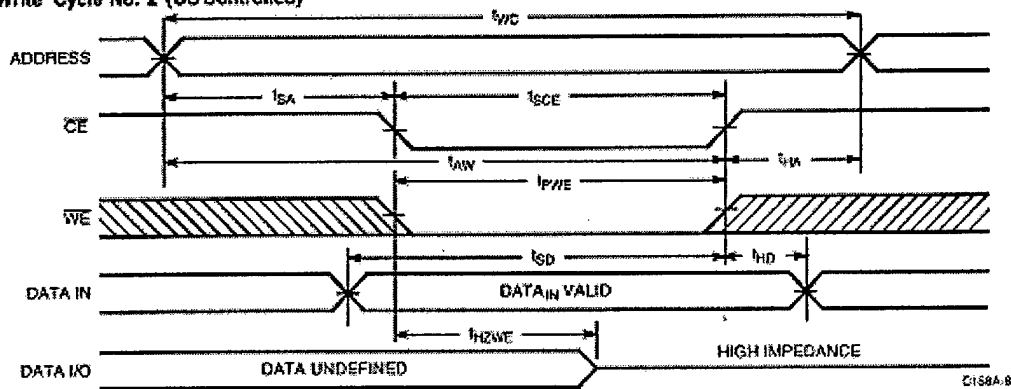 Write Cycle No. 2 (CE Controlled)
tWC
ADDRESS
tSA
tSCE
CE
tAW
tHA
tPWE
WE
tSD
tHD
DATA IN
DATAIN VALID
tHZWE
DATA I/O
DATA UNDEFINED
HIGH IMPEDANCE
C158A-8